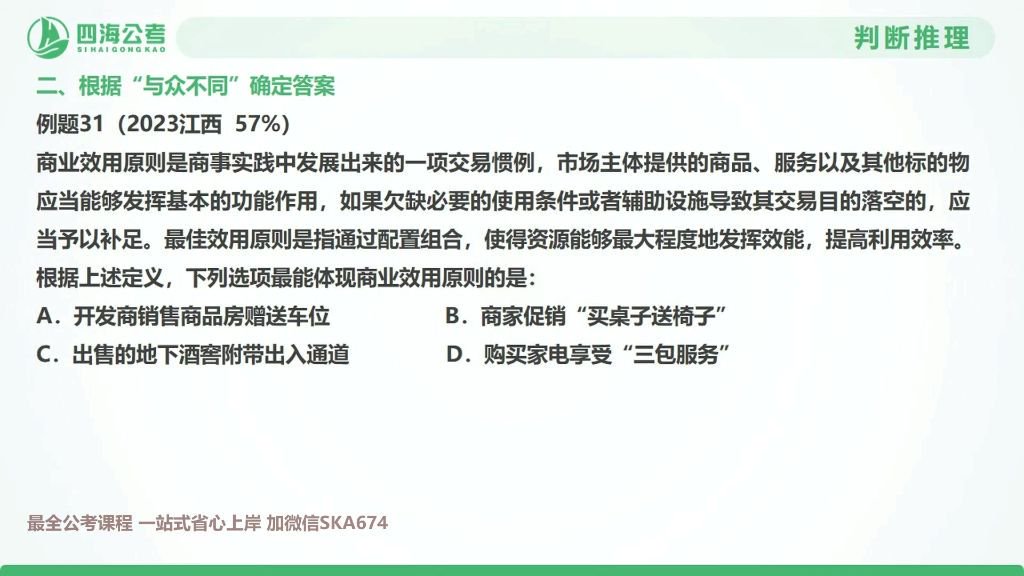 四海公考
SIHAIGONGKAO
判断推理
二、根据“与众不同”确定答案
例题31（2023江西 57%）
商业效用原则是商事实践中发展出来的一项交易惯例，市场主体提供的商品、服务以及其他标的物
应当能够发挥基本的功能作用，如果欠缺必要的使用条件或者辅助设施导致其交易目的落空的，应
当予以补足。最佳效用原则是指通过配置组合，使得资源能够最大程度地发挥效能，提高利用效率。
根据上述定义，下列选项最能体现商业效用原则的是：
A．开发商销售商品房赠送车位 B．商家促销“买桌子送椅子”
C．出售的地下酒窖附带出入通道 D．购买家电享受“三包服务”
最全公考课程 一站式省心上岸 加微信SKA674